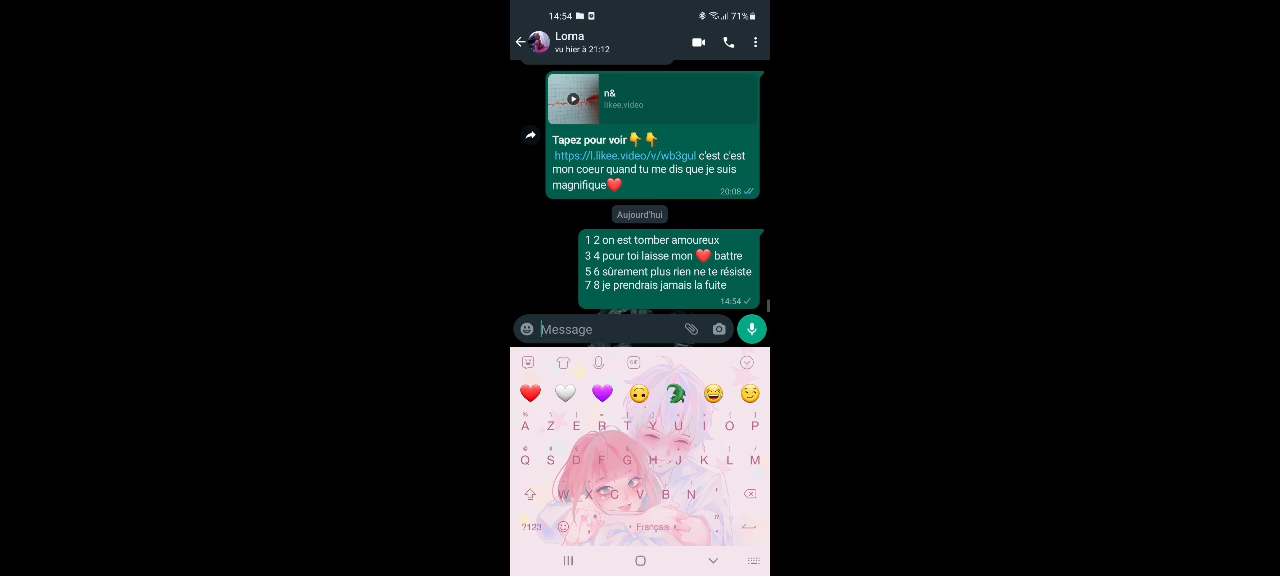 14:54 71%
Lorna
vu hier à 21:12
n&
likee.video
Tapez pour voir👇👇
https://l.likee.video/v/wb3gul c'est c'est
mon coeur quand tu me dis que je suis
magnifique❤️
20:08
Aujourd'hui
1 2 on est tomber amoureux
3 4 pour toi laisse mon ❤️ battre
5 6 sûrement plus rien ne te résiste
7 8 je prendrais jamais la fuite
14:54
Message
GIF
A Z E R T Y U I O P
Q S D F G H J K L M
W X C V B N '
?123 , Français